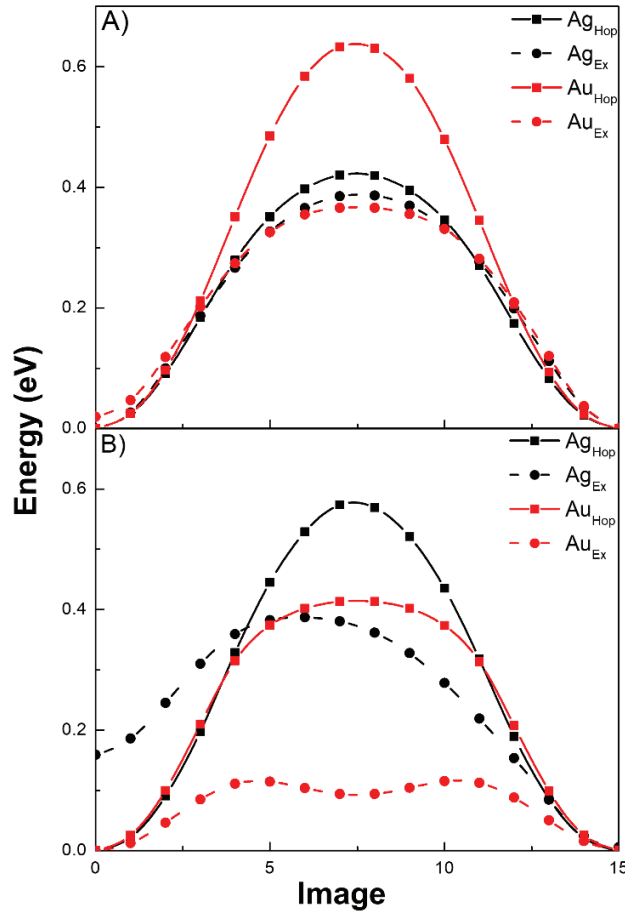 A)
Ag_Hop
Ag_Ex
Au_Hop
Au_Ex
0.6
0.4
0.2
0.0
B)
Ag_Hop
Ag_Ex
Au_Hop
Au_Ex
0.6
0.4
0.2
0.0
0 5 10 15
Energy (eV)
Image